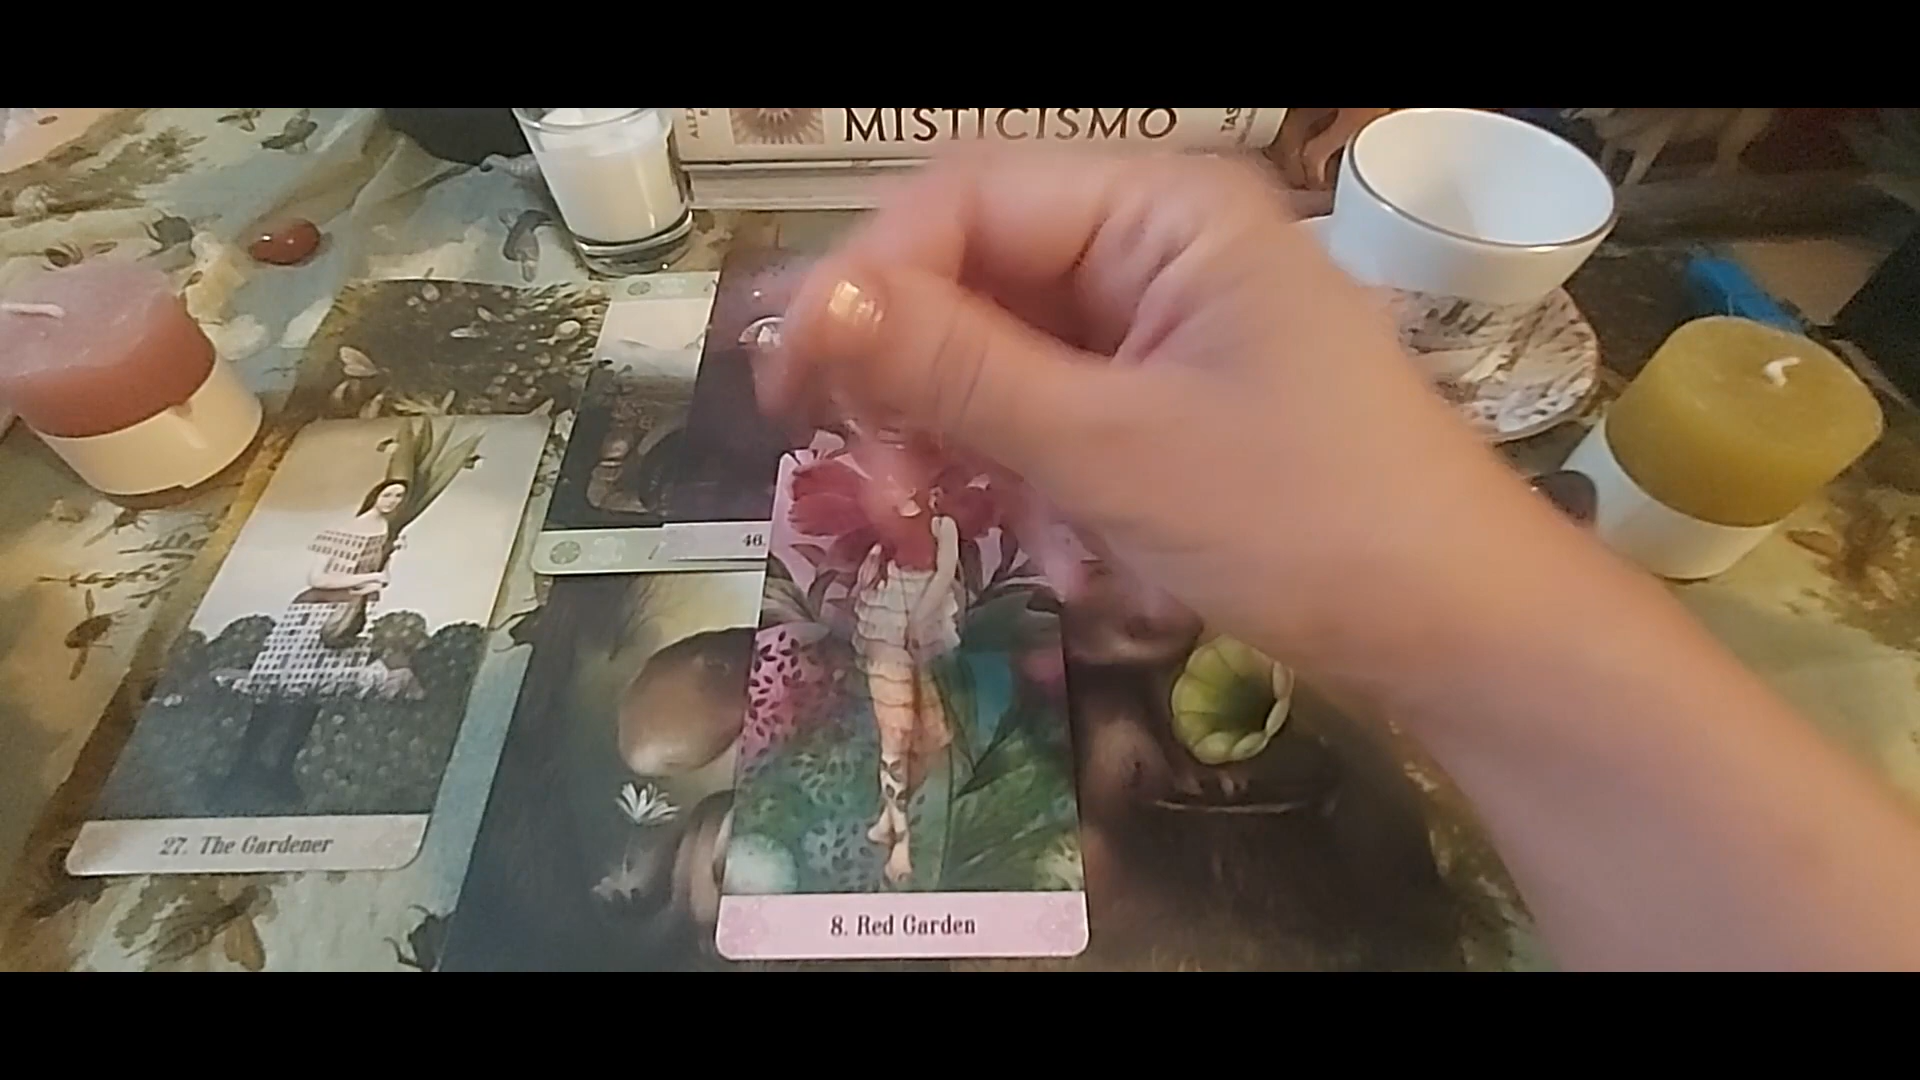 MISTICISMO
46.
27. The Gardener
8. Red Garden